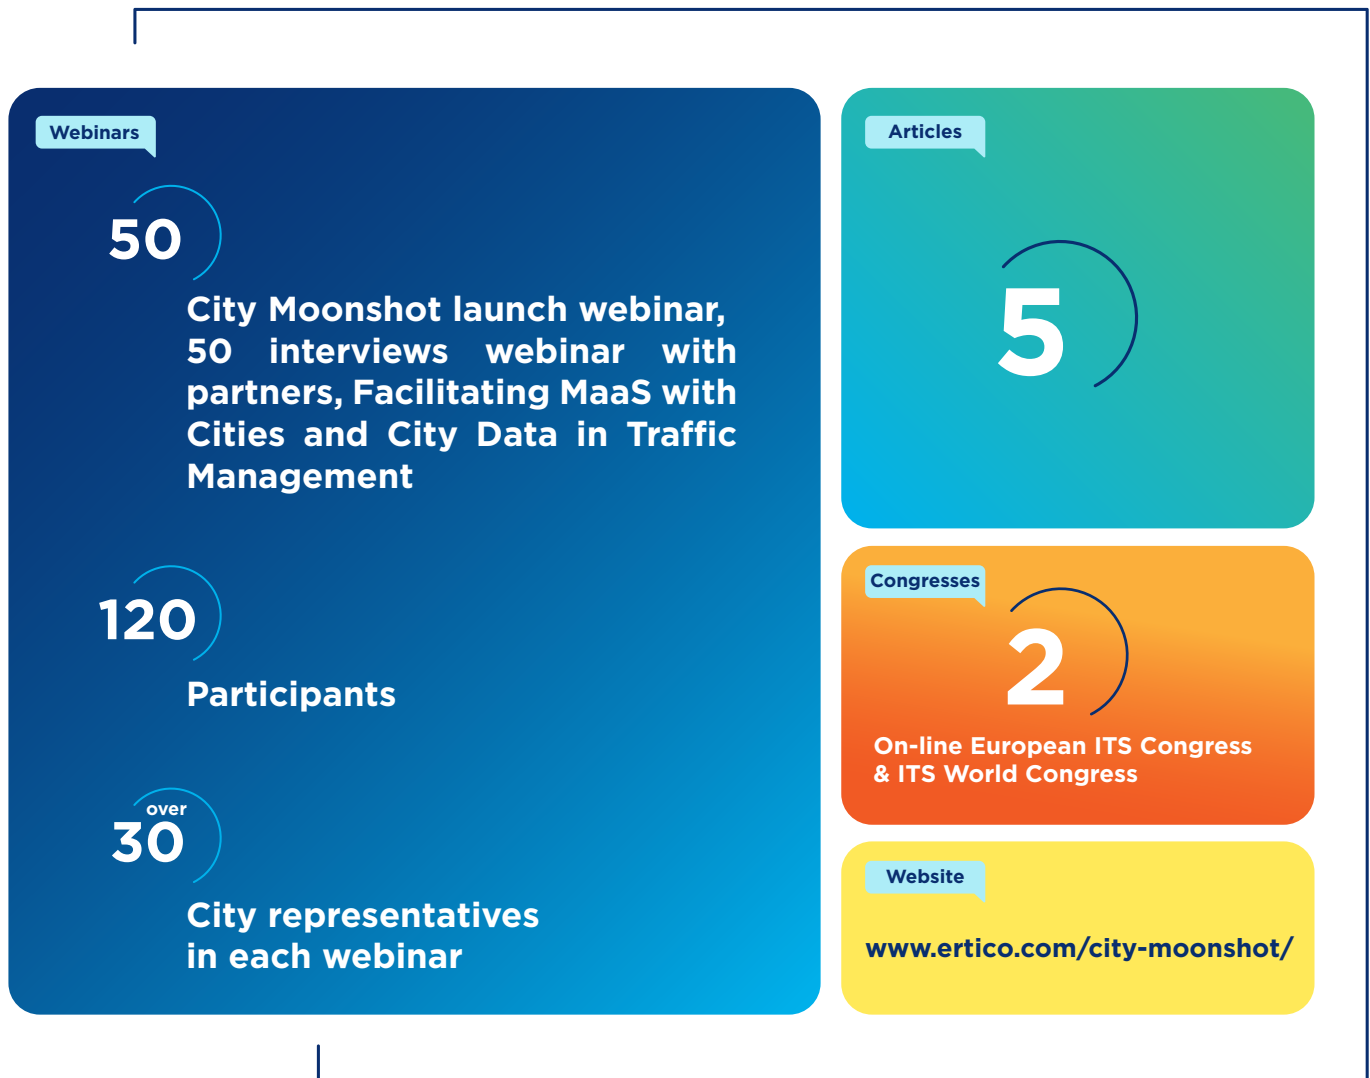 Webinars
50
City Moonshot launch webinar,
50 interviews webinar with
partners, Facilitating MaaS with
Cities and City Data in Traffic
Management
120
Participants
over
30
City representatives
in each webinar
Articles
5
Congresses
2
On-line European ITS Congress
& ITS World Congress
Website
www.ertico.com/city-moonshot/